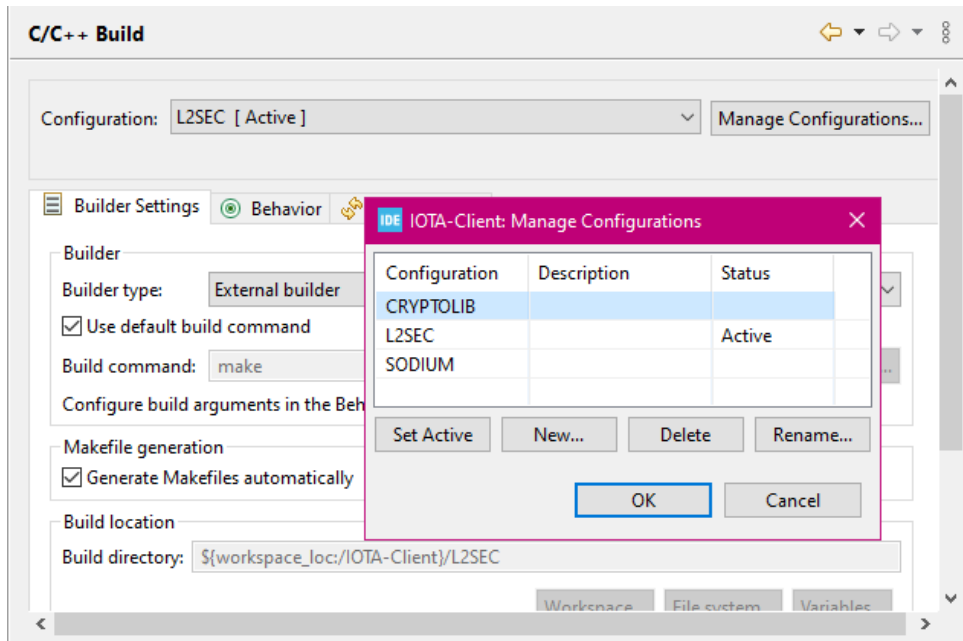 C/C++ Build
Configuration: L2SEC [ Active ] Manage Configurations...
Builder Settings Behavior
IDE IOTA-Client: Manage Configurations
Configuration Description Status
CRYPTOLIB
L2SEC Active
SODIUM
Set Active New... Delete Rename...
OK Cancel
Builder
Builder type: External builder
Use default build command
Build command: make
Configure build arguments in the Beh
Makefile generation
Generate Makefiles automatically
Build location
Build directory: ${workspace_loc:/IOTA-Client}/L2SEC
Workspace... File system... Variables...